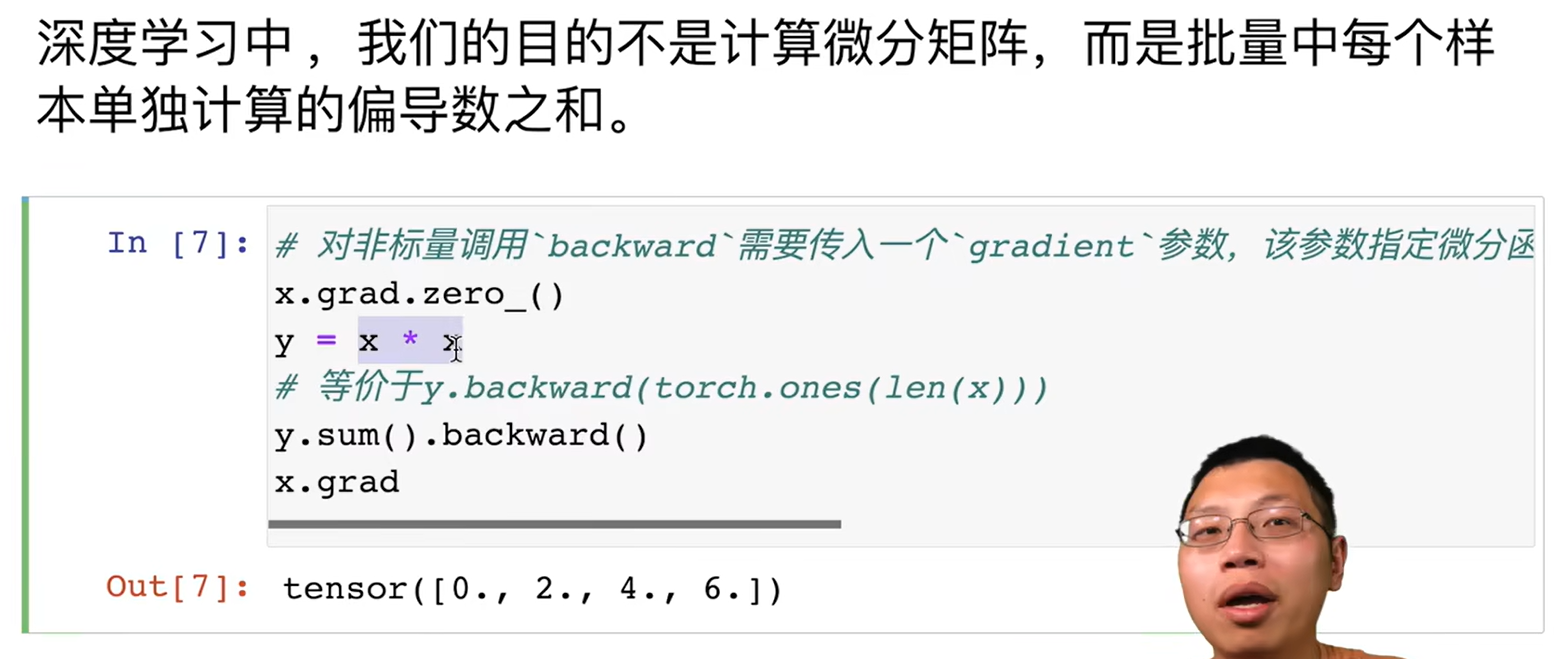 深度学习中，我们的目的不是计算微分矩阵，而是批量中每个样
本单独计算的偏导数之和。
In [7]:
# 对非标量调用`backward`需要传入一个`gradient`参数，该参数指定微分函
x.grad.zero_()
y = x * x
# 等价于y.backward(torch.ones(len(x)))
y.sum().backward()
x.grad
Out[7]: tensor([0., 2., 4., 6.])